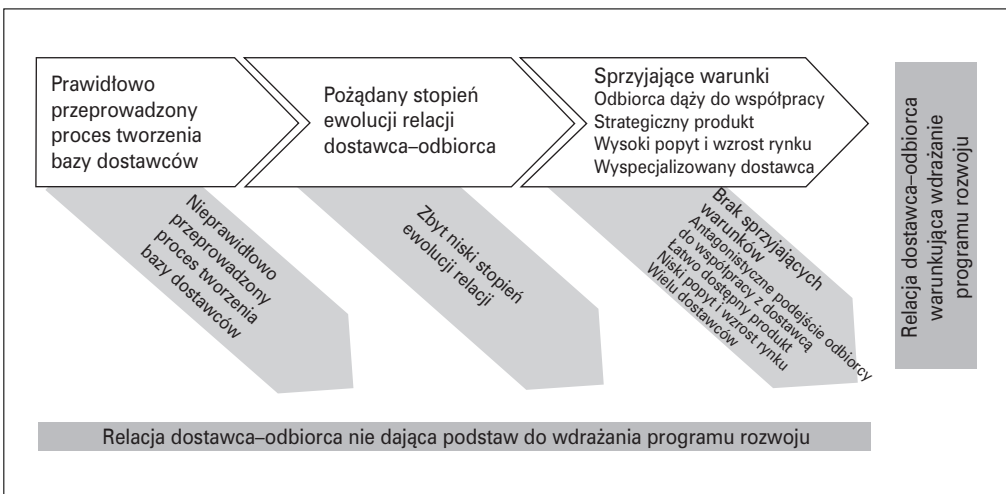 Prawidłowo
przeprowadzony
proces tworzenia
bazy dostawców
Pożądany stopień
ewolucji relacji
dostawca–odbiorca
Sprzyjające warunki
Odbiorca dąży do współpracy
Strategiczny produkt
Wysoki popyt i wzrost rynku
Wyspecjalizowany dostawca
Relacja dostawca–odbiorca
warunkująca wdrażanie
programu rozwoju
Nieprawidłowo
przeprowadzony
proces tworzenia
bazy dostawców
Zbyt niski stopień
ewolucji relacji
Brak sprzyjających
warunków
Antagonistyczne podejście odbiorcy
do współpracy z dostawcą
Łatwo dostępny produkt
Niski popyt i wzrost rynku
Wielu dostawców
Relacja dostawca–odbiorca nie dająca podstaw do wdrażania programu rozwoju